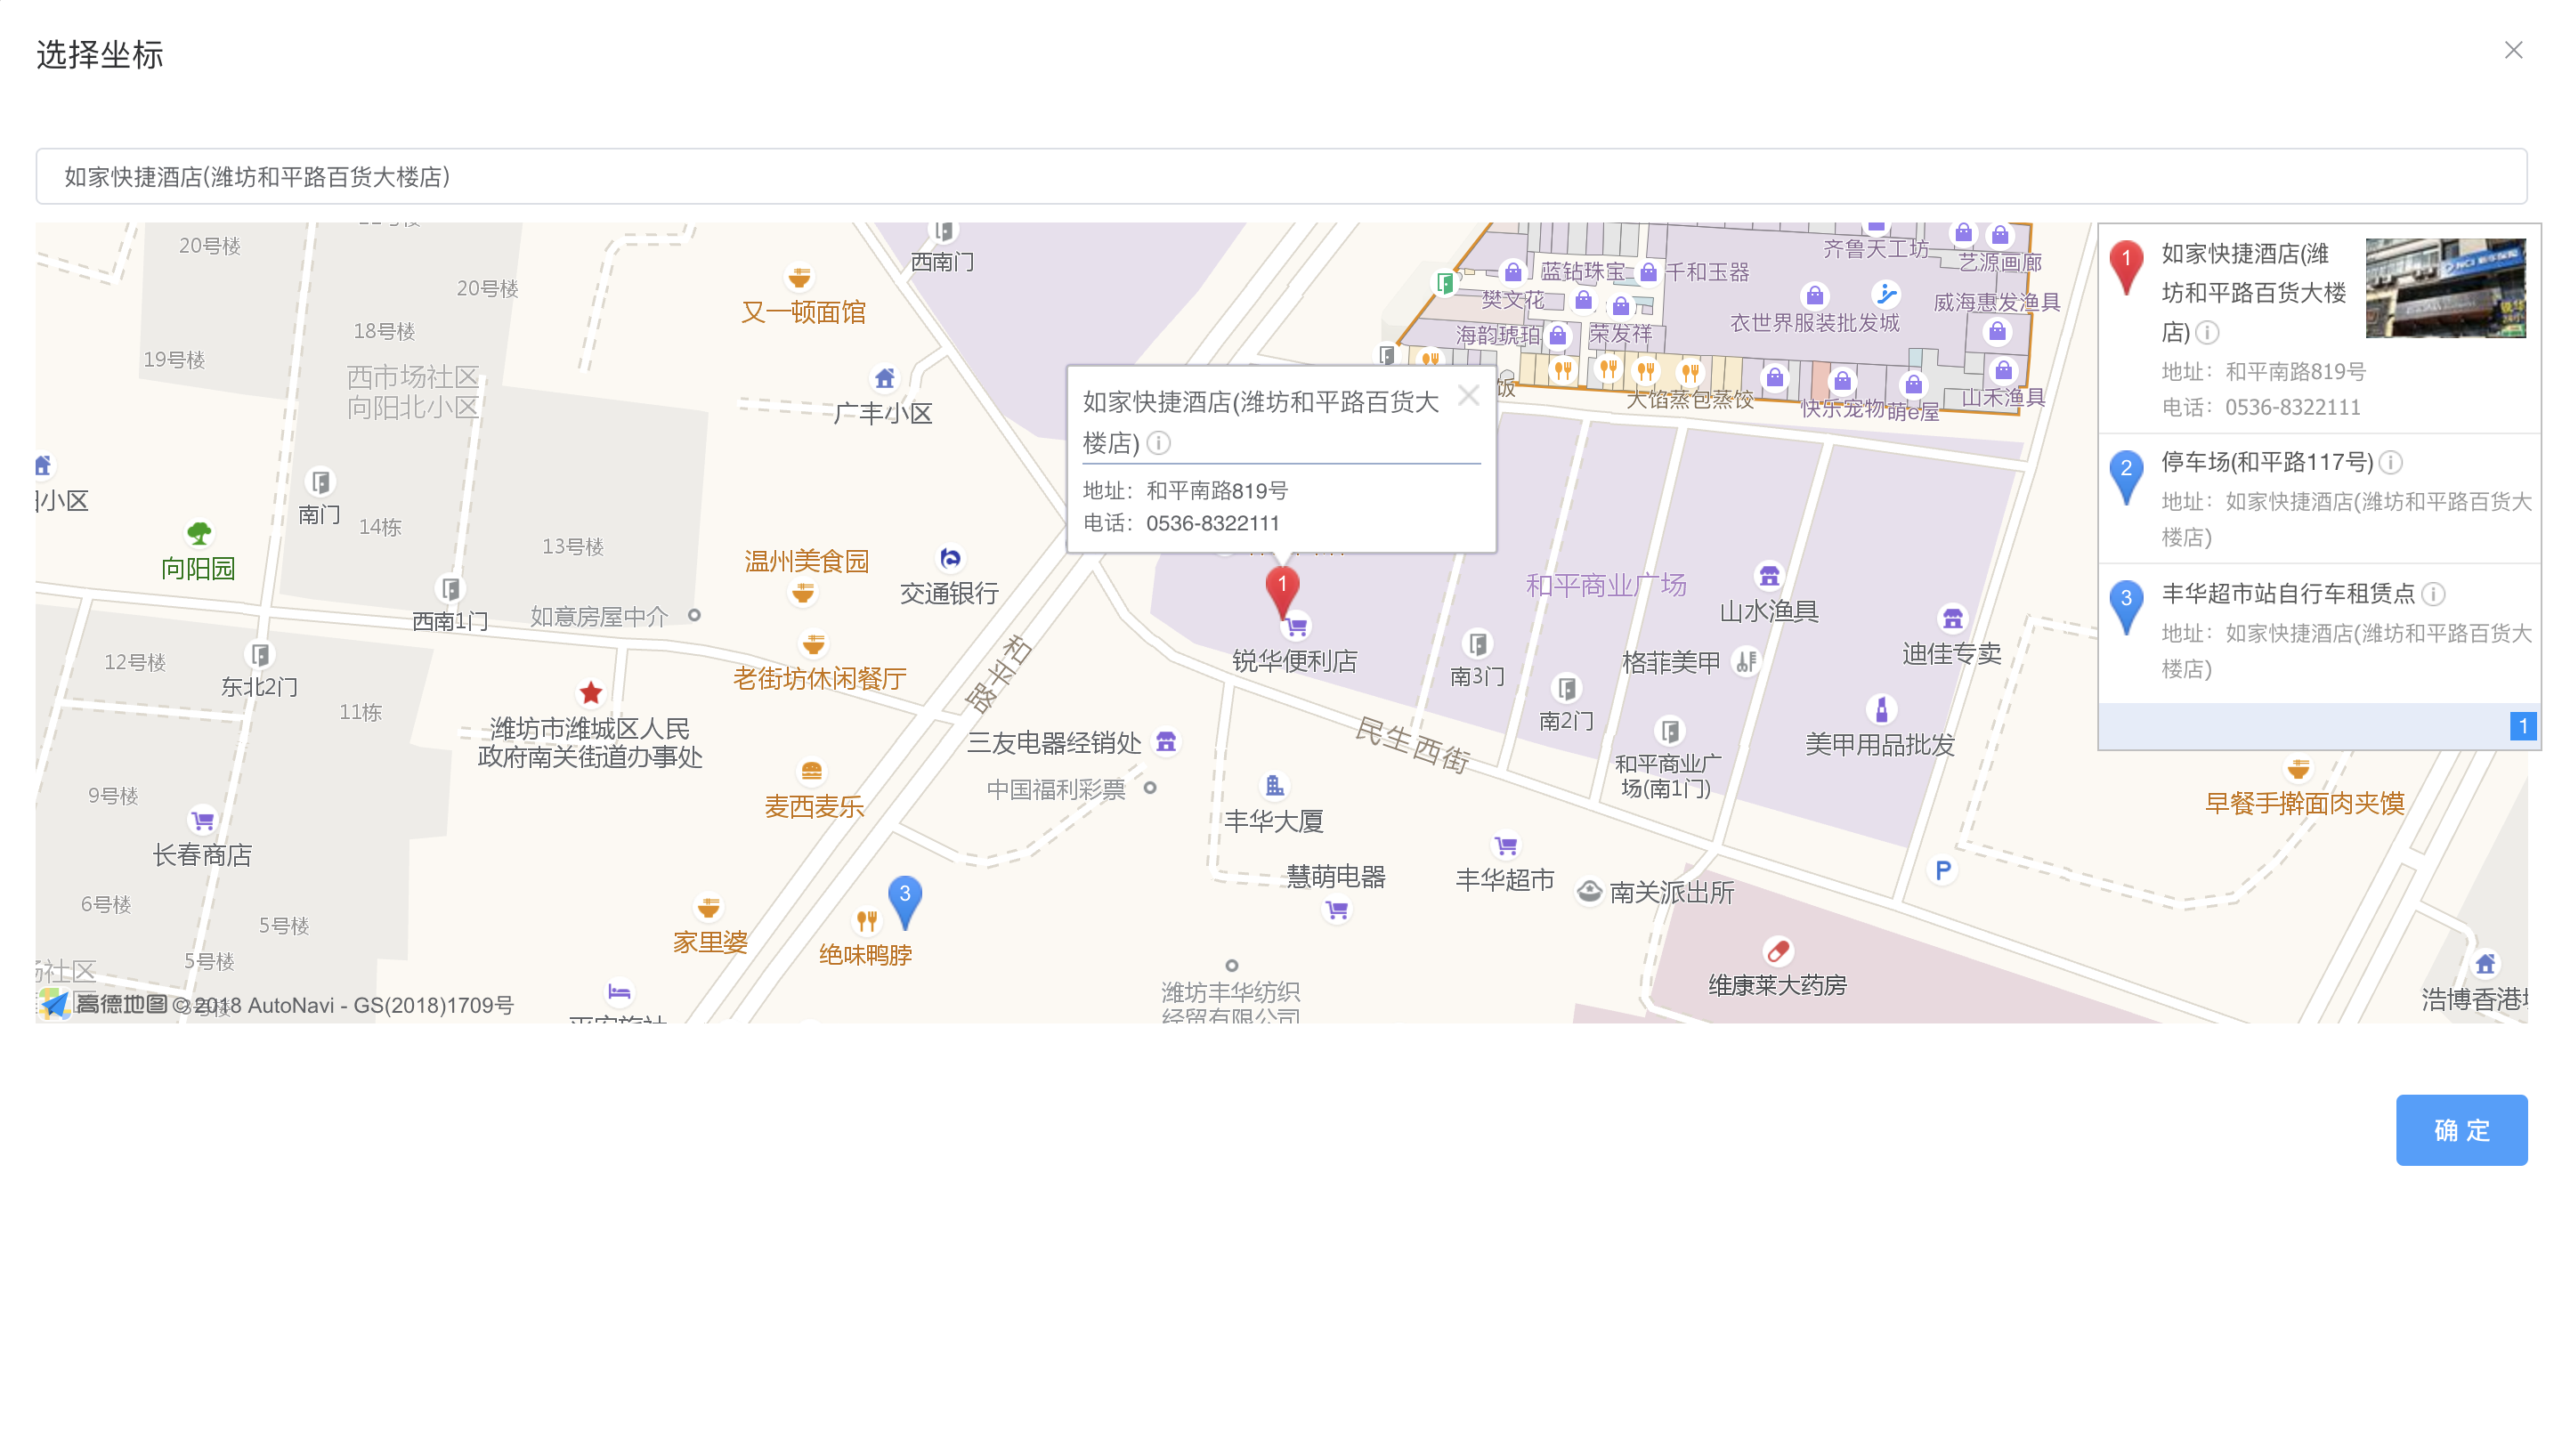 选择坐标
如家快捷酒店(潍坊和平路百货大楼店)
20号楼
20号楼
18号楼
19号楼
西市场社区
向阳北小区
南门
14栋
13号楼
向阳园
西南1门
如意房屋中介
12号楼
东北2门
11栋
潍坊市潍城区人民
政府南关街道办事处
9号楼
长春商店
6号楼
5号楼
5号楼
高德地图 © 2018 AutoNavi - GS(2018)1709号
西南门
又一顿面馆
广丰小区
温州美食园
交通银行
老街坊休闲餐厅
麦西麦乐
家里婆
3
绝味鸭脖
和平路
三友电器经销处
中国福利彩票
丰华大厦
慧萌电器
潍坊丰华纺织
经贸有限公司
如家快捷酒店(潍坊和平路百货大
楼店)
地址：和平南路819号
电话：0536-8322111
1
锐华便利店
民生西街
丰华超市
南关派出所
维康莱大药房
齐鲁天工坊
艺源画廊
蓝钻珠宝
千和玉器
樊文花
威海惠发渔具
衣世界服装批发城
海韵琥珀
荣发祥
大馅蒸包蒸饺
快乐宠物
萌e屋
山禾渔具
和平商业广场
山水渔具
南3门
格菲美甲
迪佳专卖
南2门
和平商业广
场(南1门)
美甲用品批发
P
早餐手擀面肉夹馍
浩博香港
1
如家快捷酒店(潍
坊和平路百货大楼
店)
地址：和平南路819号
电话：0536-8322111
2
停车场(和平路117号)
地址：如家快捷酒店(潍坊和平路百货大
楼店)
3
丰华超市站自行车租赁点
地址：如家快捷酒店(潍坊和平路百货大
楼店)
1
确 定